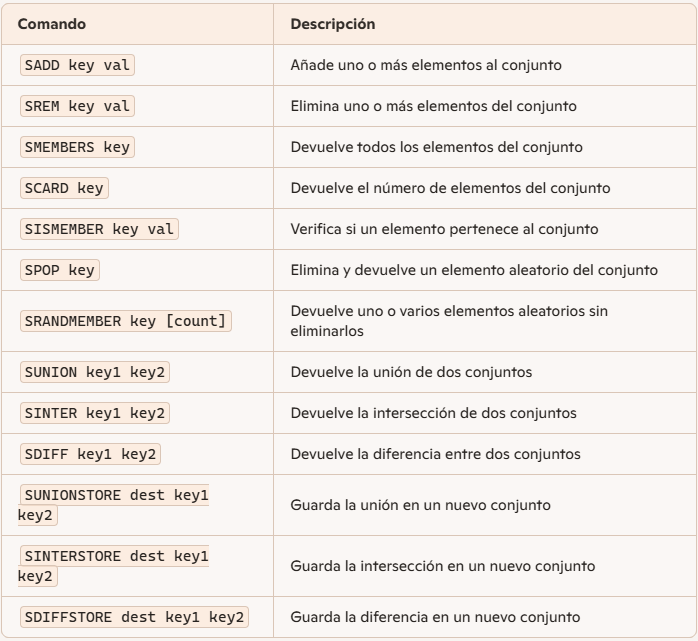 Comando Descripción
SADD key val Añade uno o más elementos al conjunto
SREM key val Elimina uno o más elementos del conjunto
SMEMBERS key Devuelve todos los elementos del conjunto
SCARD key Devuelve el número de elementos del conjunto
SISMEMBER key val Verifica si un elemento pertenece al conjunto
SPOP key Elimina y devuelve un elemento aleatorio del conjunto
SRANDMEMBER key [count] Devuelve uno o varios elementos aleatorios sin
eliminarlos
SUNION key1 key2 Devuelve la unión de dos conjuntos
SINTER key1 key2 Devuelve la intersección de dos conjuntos
SDIFF key1 key2 Devuelve la diferencia entre dos conjuntos
SUNIONSTORE dest key1
key2 Guarda la unión en un nuevo conjunto
SINTERSTORE dest key1
key2 Guarda la intersección en un nuevo conjunto
SDIFFSTORE dest key1 key2 Guarda la diferencia en un nuevo conjunto